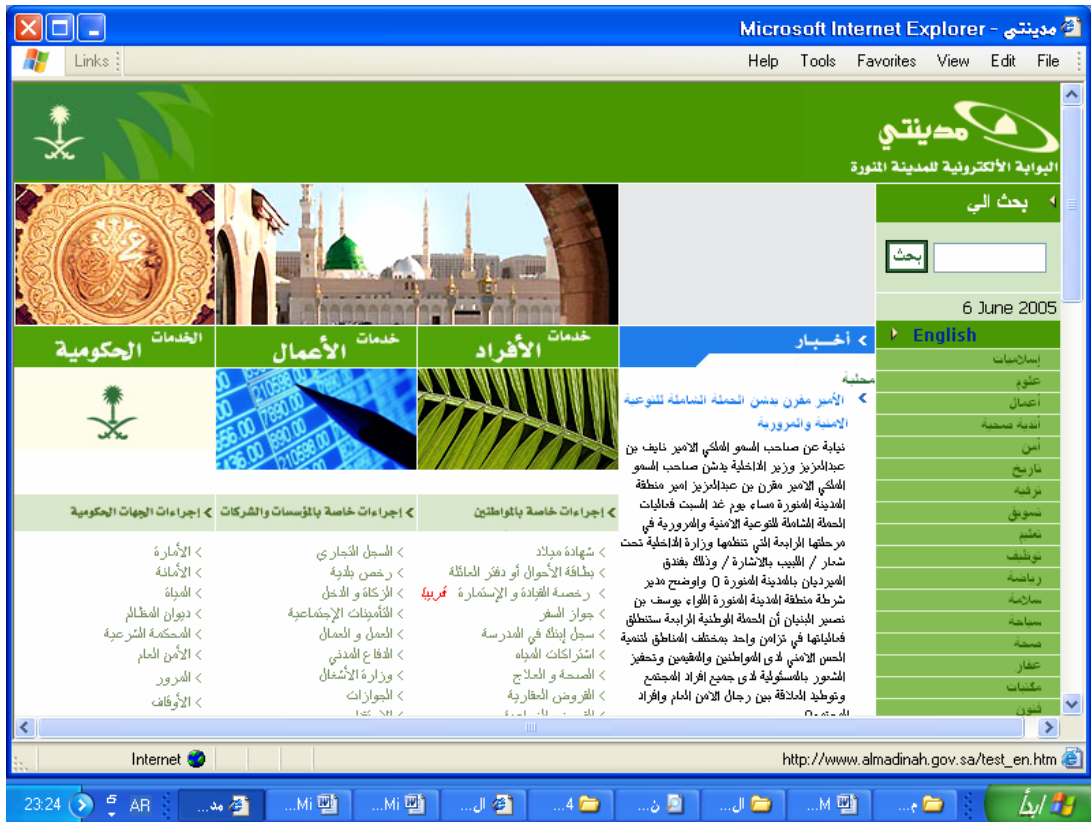 مدينتي - Microsoft Internet Explorer
File Edit View Favorites Tools Help
Links
مدينتي
البوابة الألكترونية للمدينة المنورة
بحث الي
بحث
6 June 2005
English
إسلاميات
علوم
أعمال
أندية صحية
أمن
تاريخ
ترفيه
تسويق
تعليم
توظيف
رياضة
سلامة
سياحة
صحة
عقار
مكتبات
فنون
أخبار
محلية
الأمير مقرن يدشن الحملة الشاملة للتوعية
الامنية والمرورية
نيابة عن صاحب السمو الملكي الامير نايف بن
عبدالعزيز وزير الداخلية يدشن صاحب السمو
الملكي الامير مقرن بن عبدالعزيز امير منطقة
المدينة المنورة مساء يوم غد السبت فعاليات
الحملة الشاملة للتوعية الامنية والمرورية في
مرحلتها الرابعة التي تنظمها وزارة الداخلية تحت
شعار / اللبيب بالاشارة / وذلك بفندق
الميرديان بالمدينة المنورة 0 واوضح مدير
شرطة منطقة المدينة المنورة اللواء يوسف بن
نصير البنيان أن الحملة الوطنية الرابعة ستنطلق
فعالياتها في تزامن واحد بمختلف المناطق لتنمية
الحس الامني لدى المواطنين والمقيمين وتحفيز
الشعور بالمسئولية لدى جميع افراد المجتمع
وتوطيد العلاقة بين رجال الامن العام وافراد
خدمات الأفراد
خدمات الأعمال
الخدمات الحكومية
> إجراءات خاصة بالمواطنين
> شهادة ميلاد
> بطاقة الأحوال أو دفتر العائلة
> رخصة القيادة و الإستمارة قريبا
> جواز السفر
> سجل إبنك في المدرسة
> اشتراكات المياه
> الصحة و العلاج
> القروض العقارية
> إجراءات خاصة بالمؤسسات والشركات
> السجل التجاري
> رخص بلدية
> الزكاة و الدخل
> التأمينات الإجتماعية
> العمل و العمال
> الدفاع المدني
> وزارة الأشغال
> الجوازات
> إجراءات الجهات الحكومية
> الأمارة
> الأمانة
> المياة
> ديوان المظالم
> المحكمة الشرعية
> الأمن العام
> المرور
> الأوقاف
http://www.almadinah.gov.sa/test_en.htm
Internet
ابدأ
م...
M...
ال...
ن...
4...
ال...
Mi...
Mi...
مد...
AR
23:24